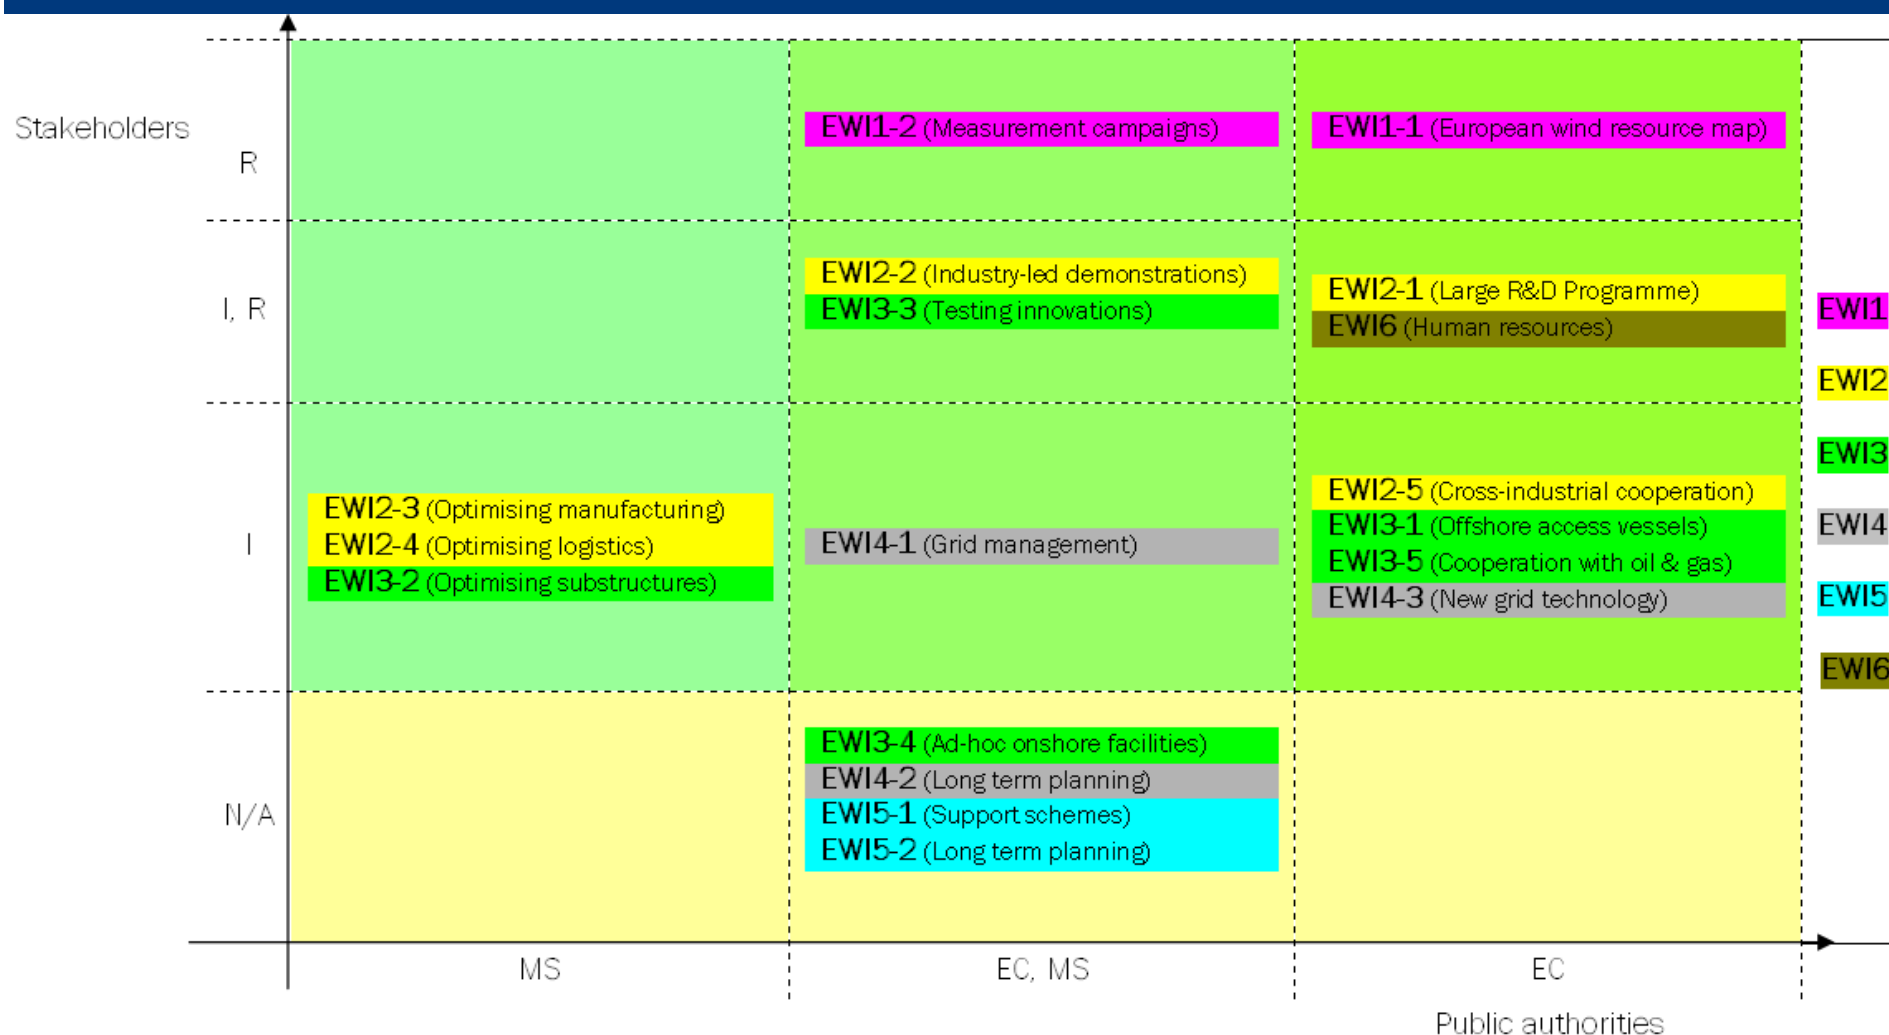 Stakeholders
R
EWI1-2 (Measurement campaigns)
EWI1-1 (European wind resource map)
I, R
EWI2-2 (Industry-led demonstrations)
EWI3-3 (Testing innovations)
EWI2-1 (Large R&D Programme)
EWI6 (Human resources)
I
EWI2-3 (Optimising manufacturing)
EWI2-4 (Optimising logistics)
EWI3-2 (Optimising substructures)
EWI4-1 (Grid management)
EWI2-5 (Cross-industrial cooperation)
EWI3-1 (Offshore access vessels)
EWI3-5 (Cooperation with oil & gas)
EWI4-3 (New grid technology)
N/A
EWI3-4 (Ad-hoc onshore facilities)
EWI4-2 (Long term planning)
EWI5-1 (Support schemes)
EWI5-2 (Long term planning)
MS
EC, MS
EC
Public authorities
EWI1
EWI2
EWI3
EWI4
EWI5
EWI6